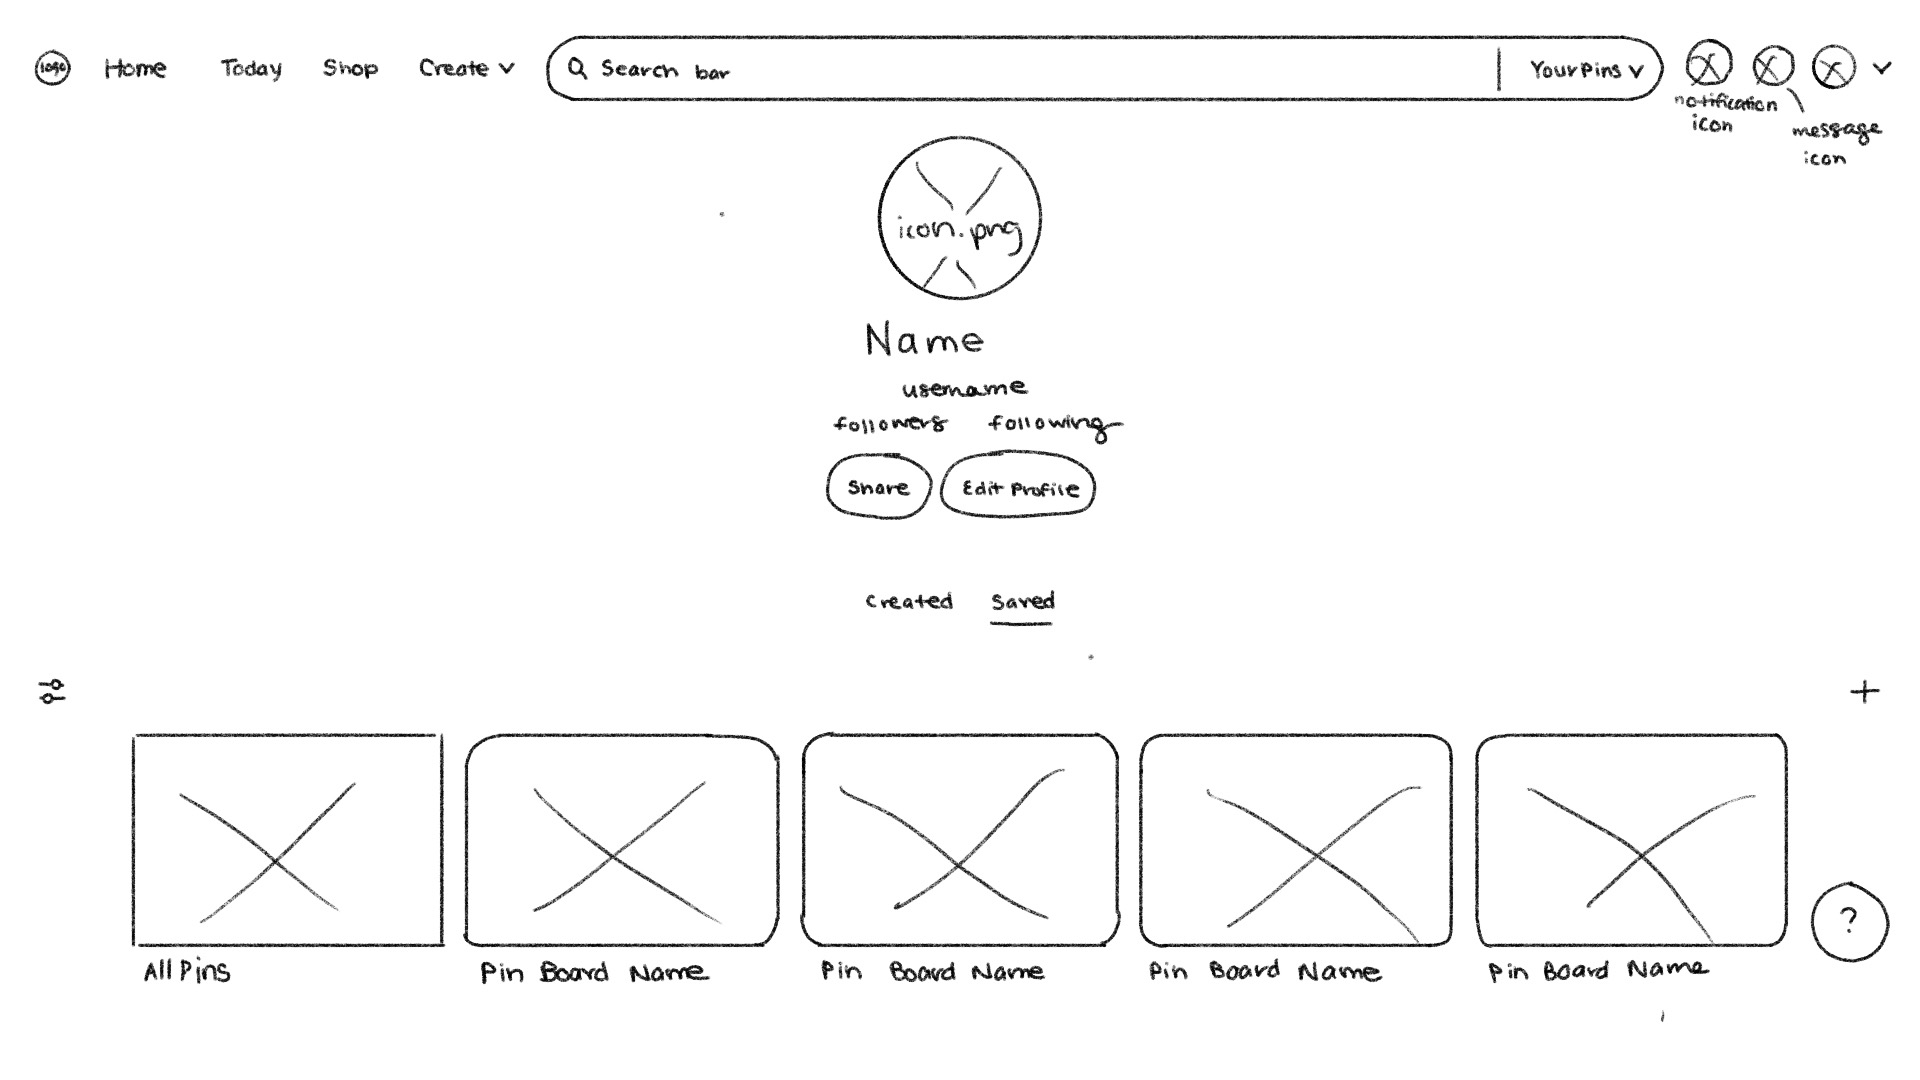 logo
Home
Today
Shop
Create
Search bar
Your Pins
notification
icon
message
icon
icon.png
Name
username
followers
following
Share
Edit Profile
Created
Saved
?
All Pins
Pin Board Name
Pin Board Name
Pin Board Name
Pin Board Name